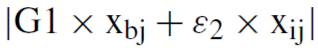 |G1 × x_bj + ε_2 × x_ij|